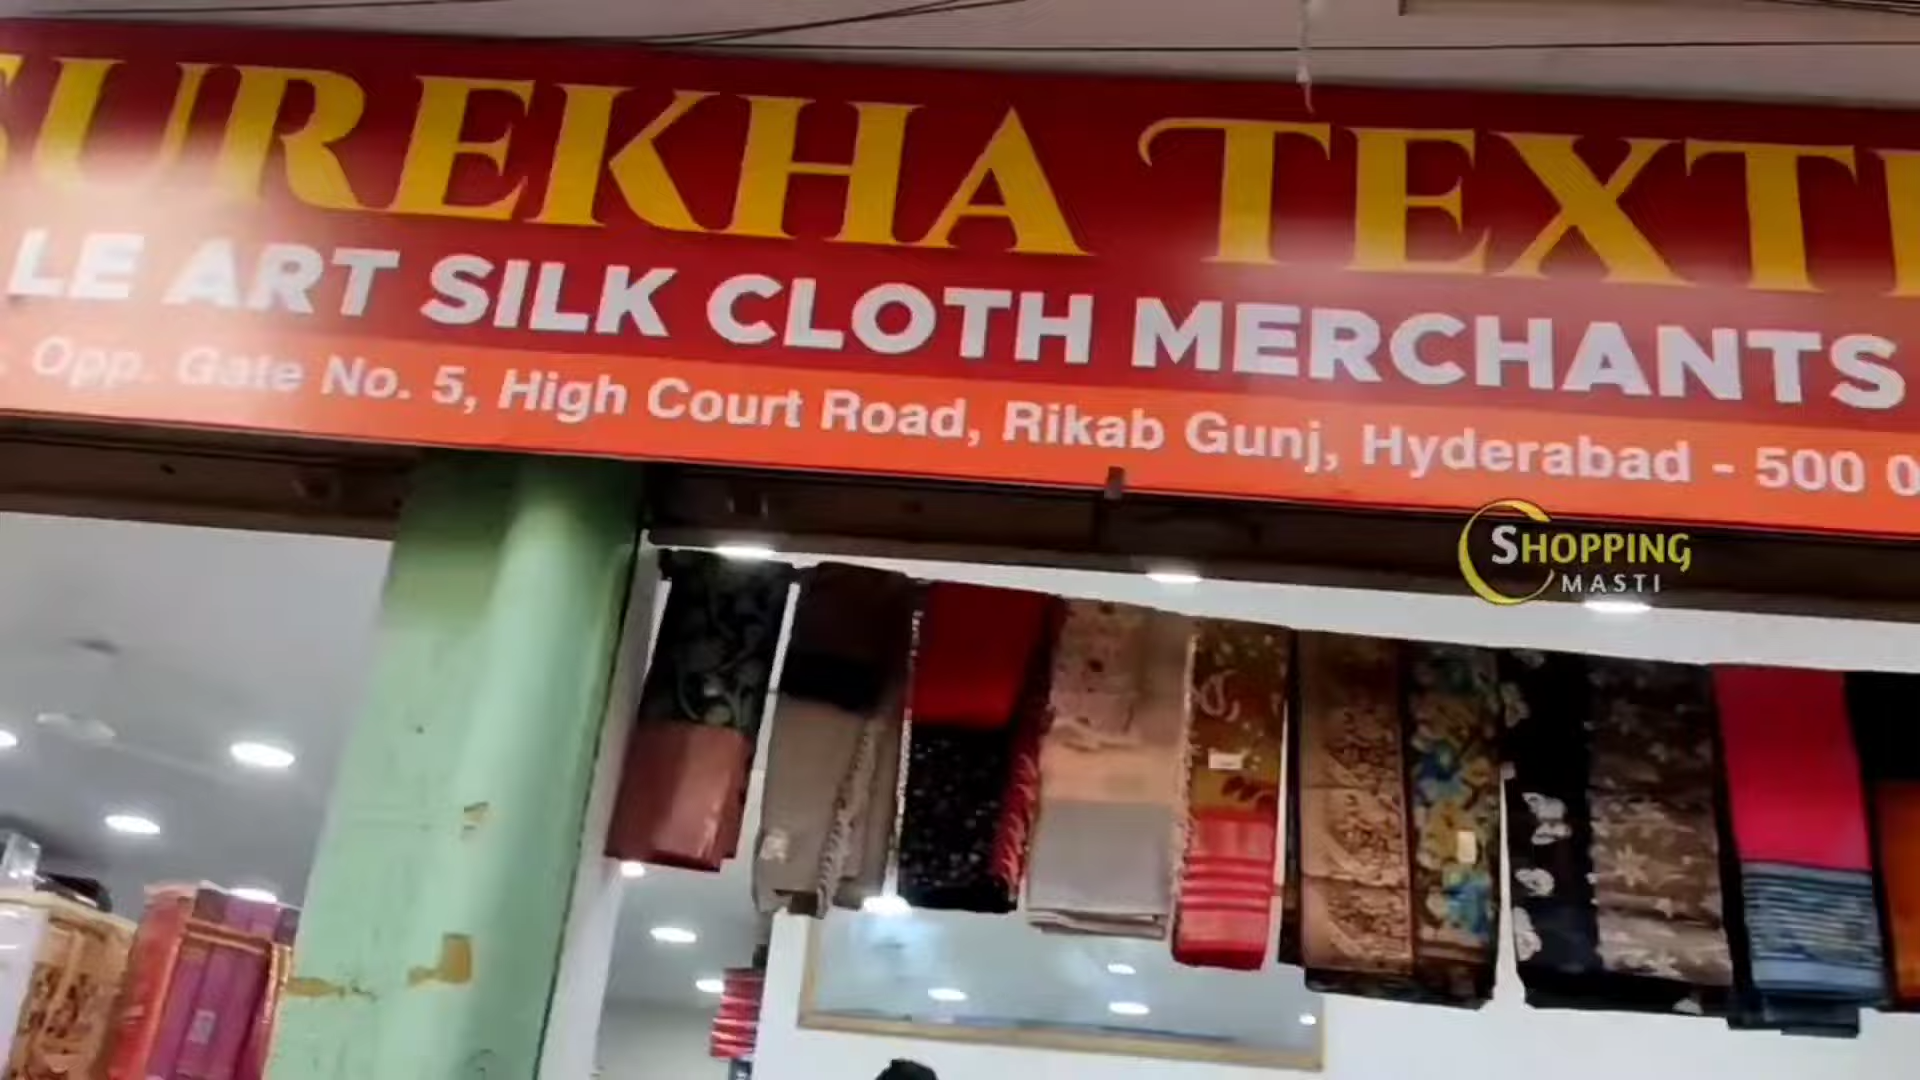 SUREKHA TEXTI
LE ART SILK CLOTH MERCHANTS
. Opp. Gate No. 5, High Court Road, Rikab Gunj, Hyderabad - 500 0
SHOPPING
MASTI